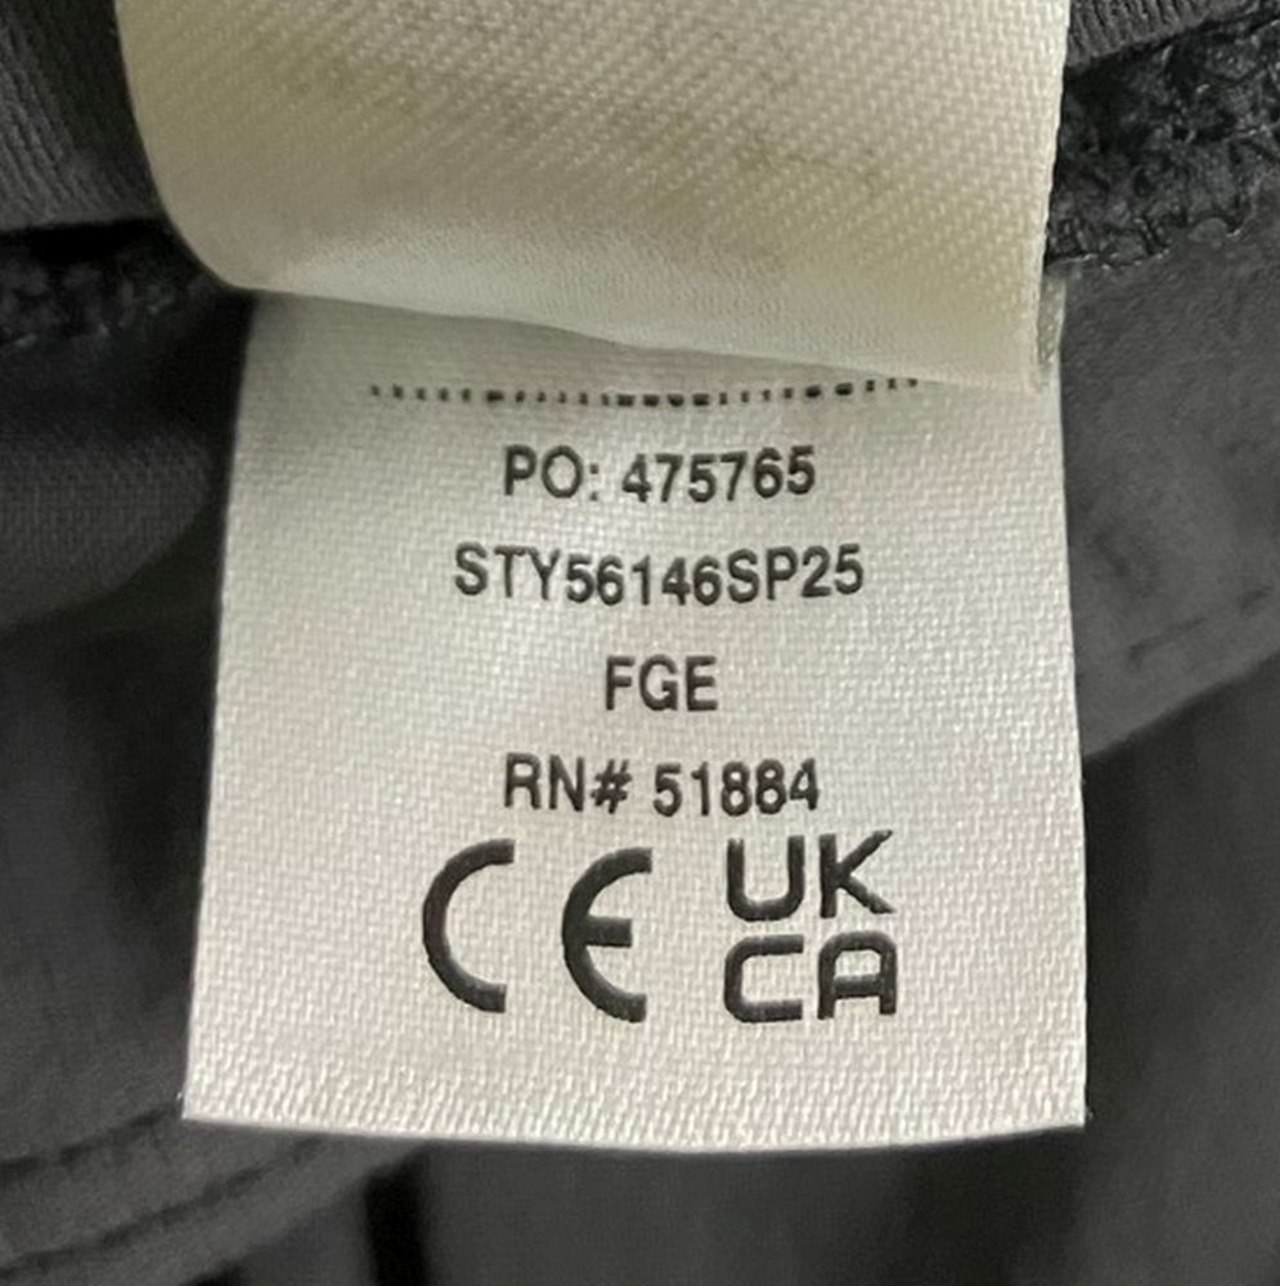 PO: 475765
STY56146SP25
FGE
RN# 51884
CE UK
CA